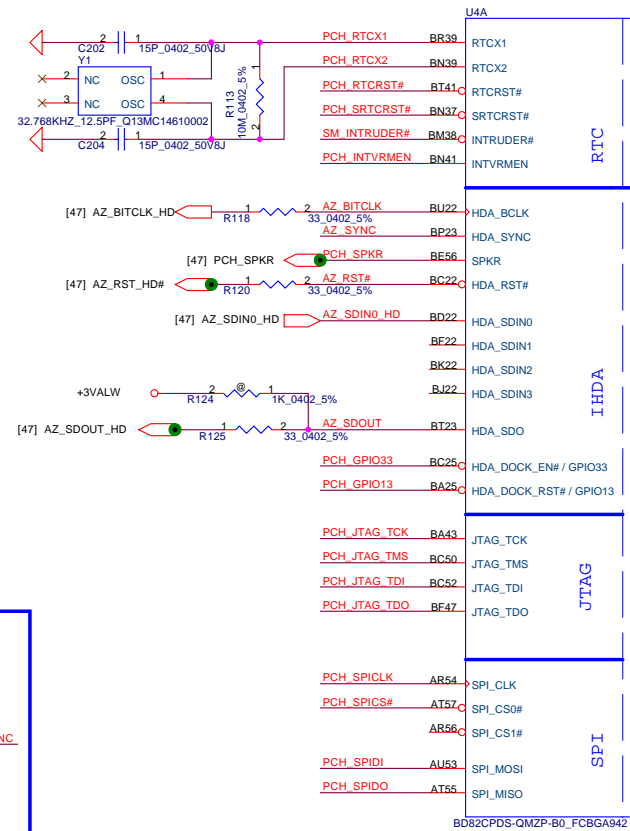 U4A
C202 2 1 15P_0402_50V8J
Y1
2 NC OSC 1
3 NC OSC 4
32.768KHZ_12.5PF_Q13MC14610002
C204 2 1 15P_0402_50V8J
R113 10M_0402_5% 1 2
PCH_RTCX1 BR39 RTCX1
PCH_RTCX2 BN39 RTCX2
PCH_RTCRST# BT41 RTCRST#
PCH_SRTCRST# BN37 SRTCRST#
SM_INTRUDER# BM38 INTRUDER#
PCH_INTVRMEN BN41 INTVRMEN
RTC
[47] AZ_BITCLK_HD R118 1 2 33_0402_5% AZ_BITCLK BU22 HDA_BCLK
AZ_SYNC BP23 HDA_SYNC
[47] PCH_SPKR PCH_SPKR BE56 SPKR
[47] AZ_RST_HD# R120 1 2 33_0402_5% AZ_RST# BC22 HDA_RST#
[47] AZ_SDIN0_HD AZ_SDIN0_HD BD22 HDA_SDIN0
BF22 HDA_SDIN1
BK22 HDA_SDIN2
BJ22 HDA_SDIN3
+3VALW R124 2 @ 1 1K_0402_5%
[47] AZ_SDOUT_HD R125 1 2 33_0402_5% AZ_SDOUT BT23 HDA_SDO
PCH_GPIO33 BC25 HDA_DOCK_EN# / GPIO33
PCH_GPIO13 BA25 HDA_DOCK_RST# / GPIO13
IHDA
PCH_JTAG_TCK BA43 JTAG_TCK
PCH_JTAG_TMS BC50 JTAG_TMS
PCH_JTAG_TDI BC52 JTAG_TDI
PCH_JTAG_TDO BF47 JTAG_TDO
JTAG
PCH_SPICLK AR54 SPI_CLK
PCH_SPICS# AT57 SPI_CS0#
AR56 SPI_CS1#
PCH_SPIDI AU53 SPI_MOSI
PCH_SPIDO AT55 SPI_MISO
SPI
NC
BD82CPDS-QMZP-B0_FCBGA942